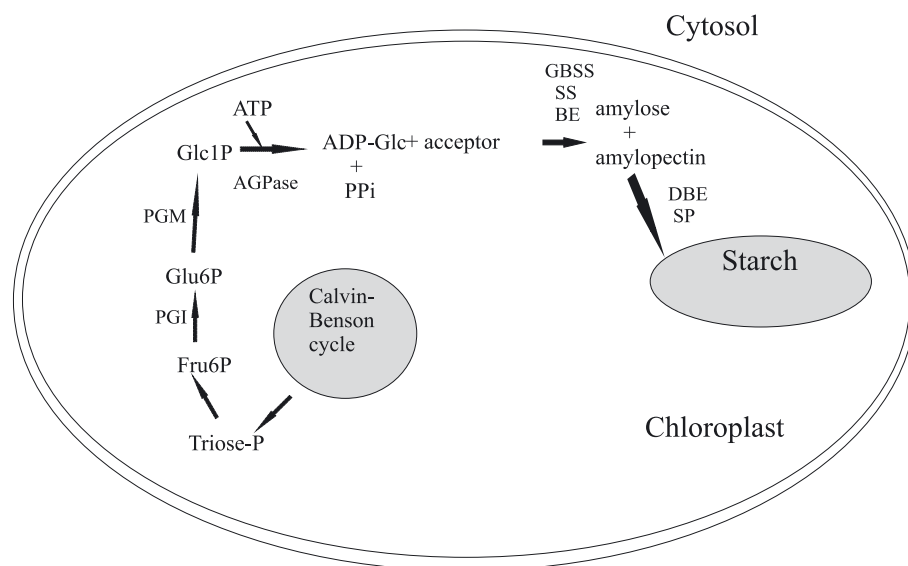 Cytosol
GBSS
SS
BE
ATP
amylose
+
amylopectin
Glc1P
ADP-Glc+ acceptor
+
PPi
AGPase
DBE
SP
PGM
Starch
Glu6P
Calvin-
Benson
cycle
PGI
Fru6P
Triose-P
Chloroplast